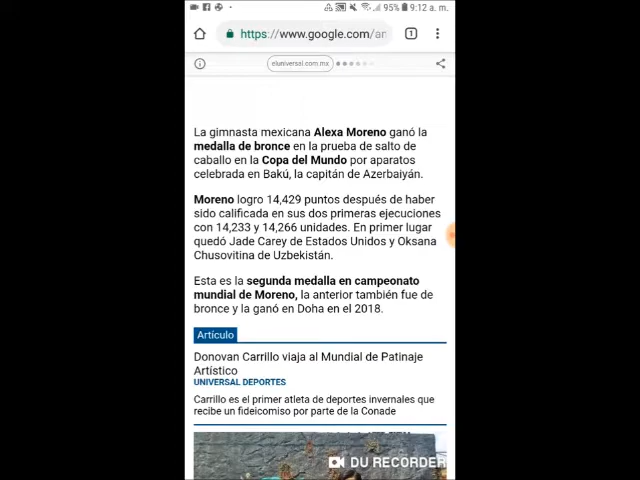 95% 9:12 a. m.
https://www.google.com/am
1
eluniversal.com.mx
La gimnasta mexicana Alexa Moreno ganó la
medalla de bronce en la prueba de salto de
caballo en la Copa del Mundo por aparatos
celebrada en Bakú, la capitán de Azerbaiyán.
Moreno logro 14,429 puntos después de haber
sido calificada en sus dos primeras ejecuciones
con 14,233 y 14,266 unidades. En primer lugar
quedó Jade Carey de Estados Unidos y Oksana
Chusovitina de Uzbekistán.
Esta es la segunda medalla en campeonato
mundial de Moreno, la anterior también fue de
bronce y la ganó en Doha en el 2018.
Artículo
Donovan Carrillo viaja al Mundial de Patinaje
Artístico
UNIVERSAL DEPORTES
Carrillo es el primer atleta de deportes invernales que
recibe un fideicomiso por parte de la Conade
DU RECORDER